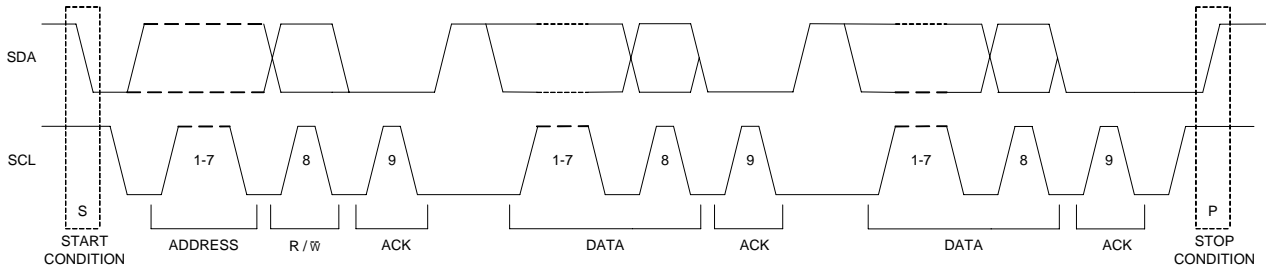 SDA
SCL
1-7
8
9
1-7
8
9
1-7
8
9
S
P
START
CONDITION
ADDRESS
R / W̅
ACK
DATA
ACK
DATA
ACK
STOP
CONDITION